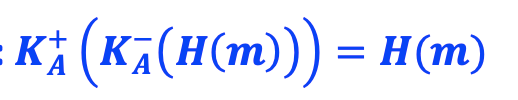 : K_A^+ (K_A^- (H(m))) = H(m)